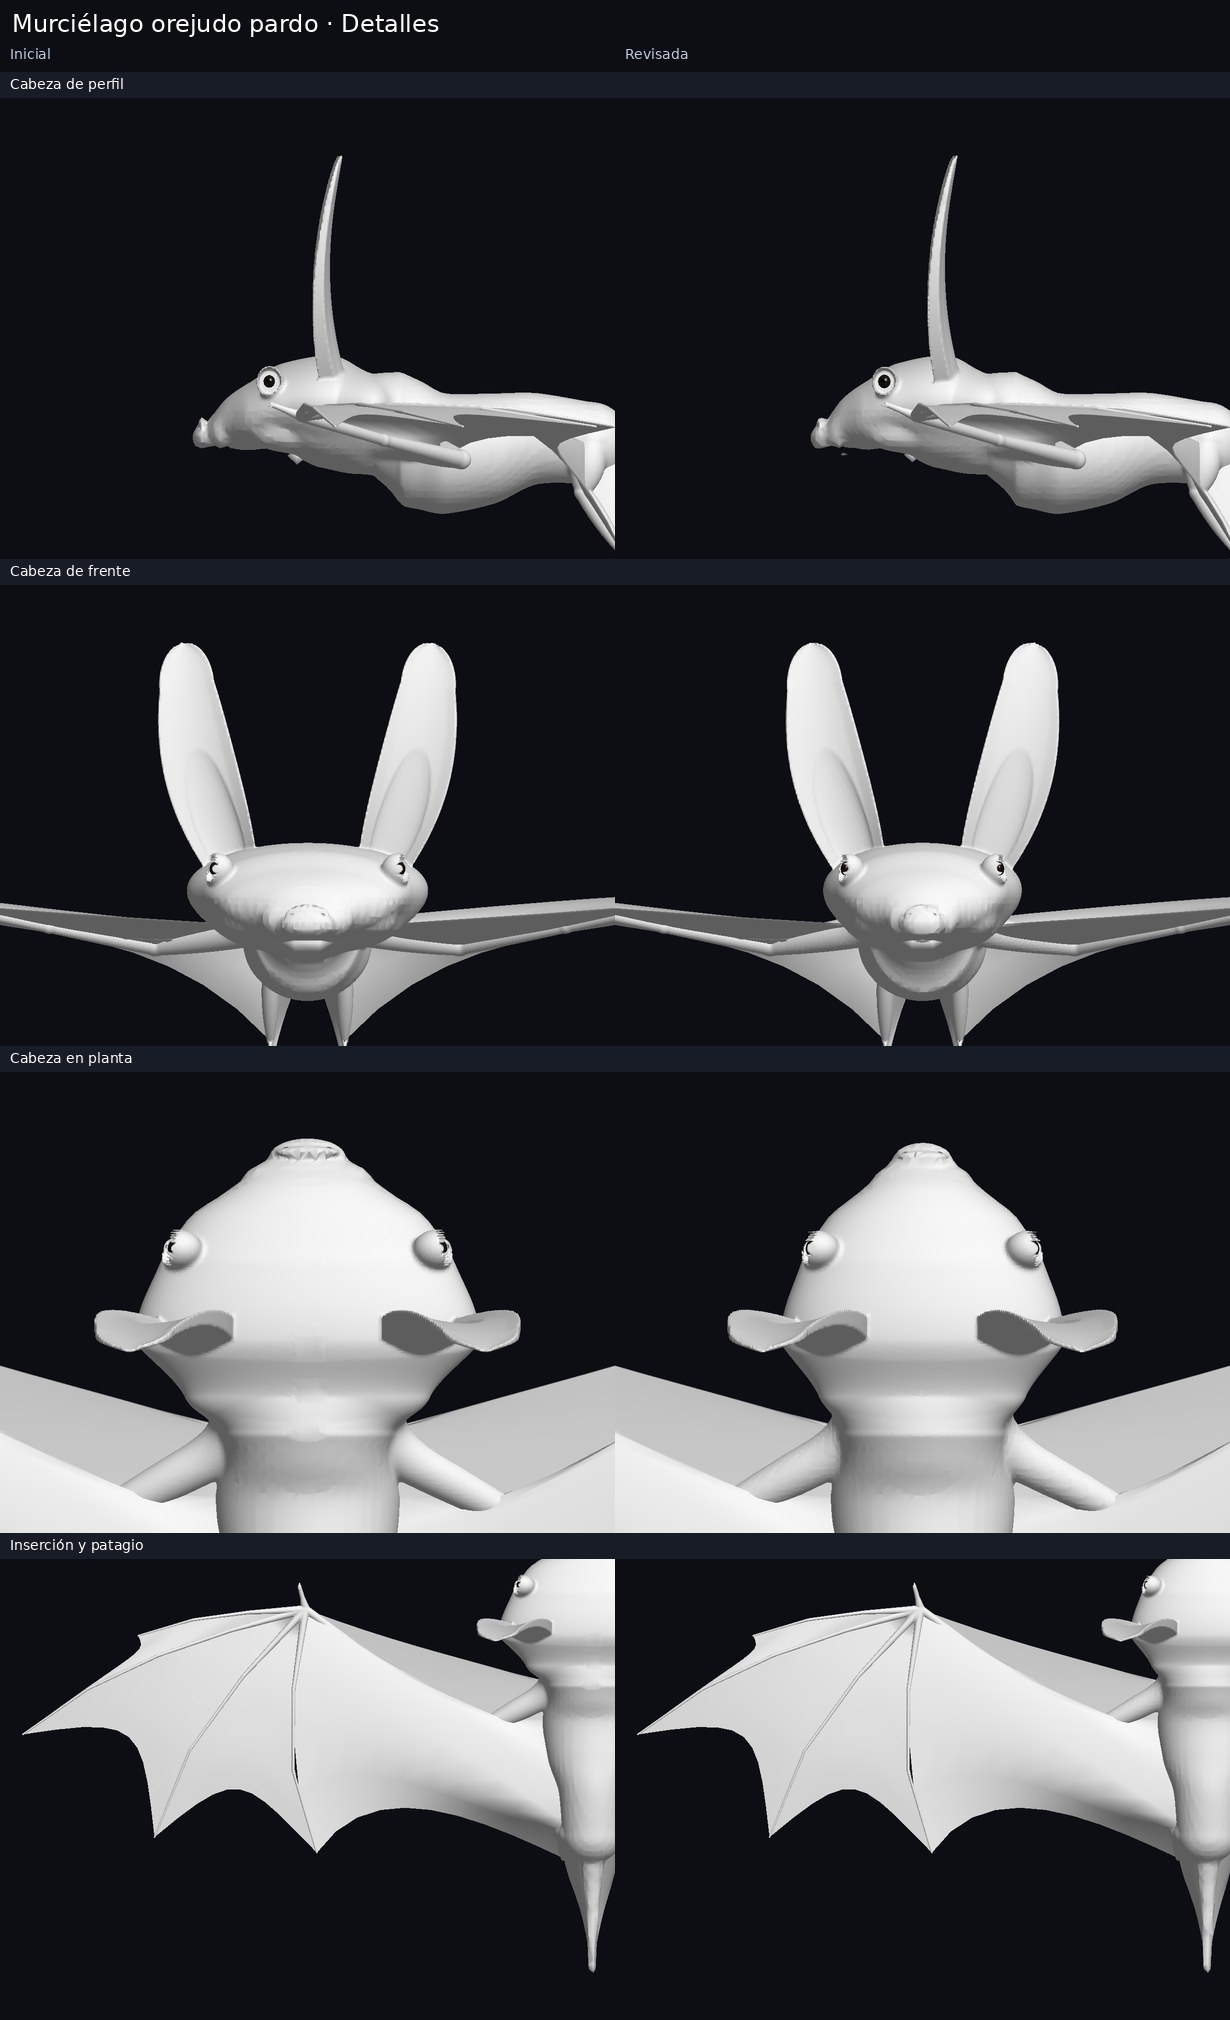 Murciélago orejudo pardo · Detalles
Inicial
Revisada
Cabeza de perfil
Cabeza de frente
Cabeza en planta
Inserción y patagio